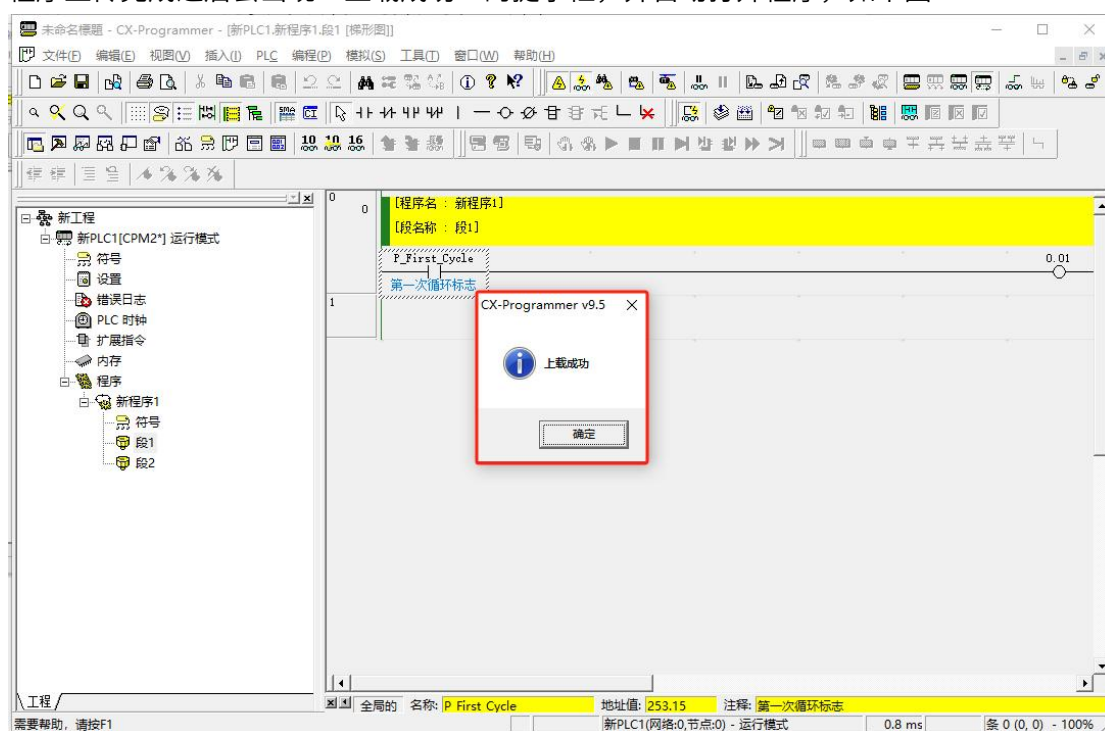 未命名標題 - CX-Programmer - [新PLC1.新程序1.段1 [梯形图]]
文件(F) 编辑(E) 视图(V) 插入(I) PLC 编程(P) 模拟(S) 工具(T) 窗口(W) 帮助(H)
10 10 16
新工程
新PLC1[CPM2*] 运行模式
符号
设置
错误日志
PLC 时钟
扩展指令
内存
程序
新程序1
符号
段1
段2
工程
0
0
[程序名 : 新程序1]
[段名称 : 段1]
P_First_Cycle
第一次循环标志
0.01
1
CX-Programmer v9.5
上载成功
确定
全局的 名称: P First Cycle 地址值: 253.15 注释: 第一次循环标志
需要帮助, 请按F1 新PLC1(网络:0,节点:0) - 运行模式 0.8 ms 条 0 (0, 0) - 100%